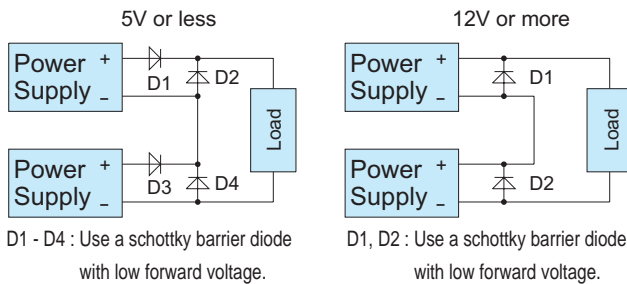 5V or less
12V or more
Power +
Supply –
D1
D2
Load
Power +
Supply –
D3
D4
Power +
Supply –
D1
Load
Power +
Supply –
D2
D1 - D4 : Use a schottky barrier diode
with low forward voltage.
D1, D2 : Use a schottky barrier diode
with low forward voltage.